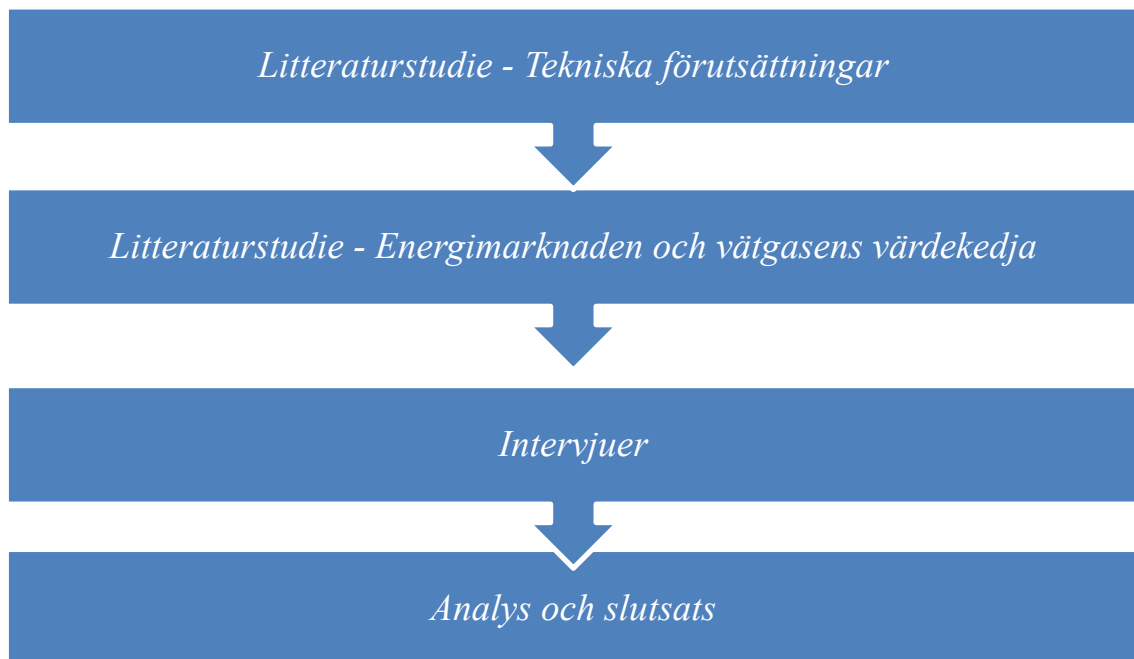 Litteraturstudie - Tekniska förutsättningar
Litteraturstudie - Energimarknaden och vätgasens värdekedja
Intervjuer
Analys och slutsats